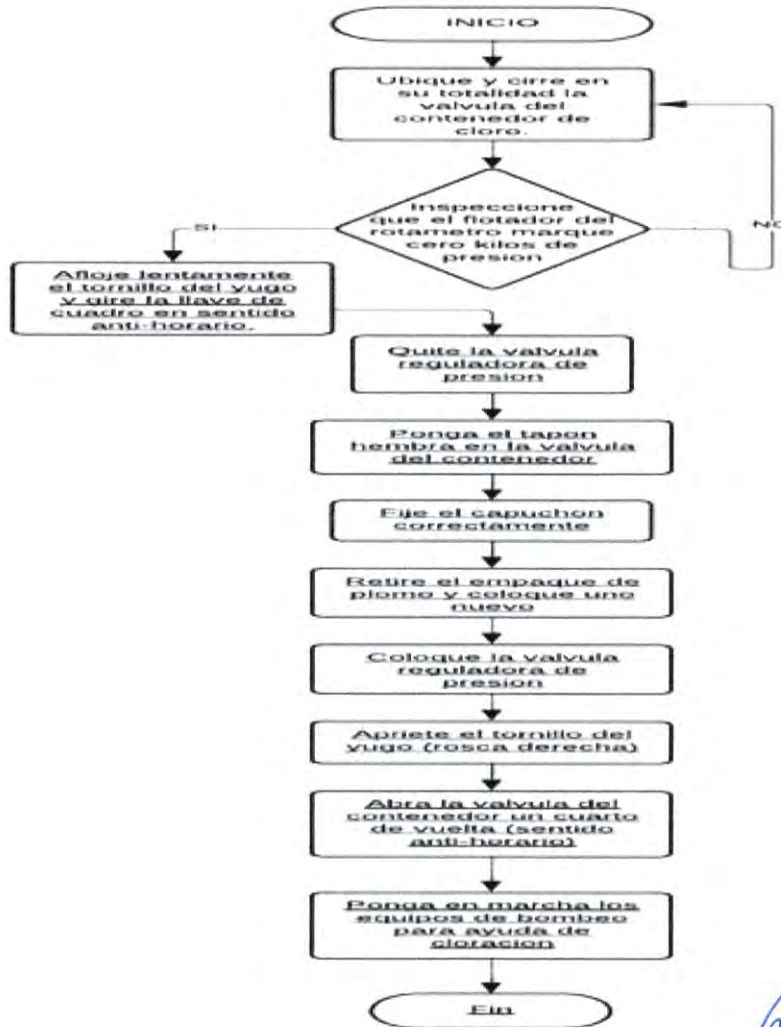 INICIO
Ubique y cirre en
su totalidad la
valvula del
contenedor de
cloro.
Inspeccione
que el flotador del
rotametro marque
cero kilos de
presion
SI
NO
Afloje lentamente
el tornillo del yugo
y gire la llave de
cuadro en sentido
anti-horario.
Quite la valvula
reguladora de
presion
Ponga el tapon
hembra en la valvula
del contenedor
Fije el capuchon
correctamente
Retire el empaque de
plomo y coloque uno
nuevo
Coloque la valvula
reguladora de
presion
Apriete el tornillo del
yugo (rosca derecha)
Abra la valvula del
contenedor un cuarto
de vuelta (sentido
anti-horario)
Ponga en marcha los
equipos de bombeo
para ayuda de
cloracion
Fin